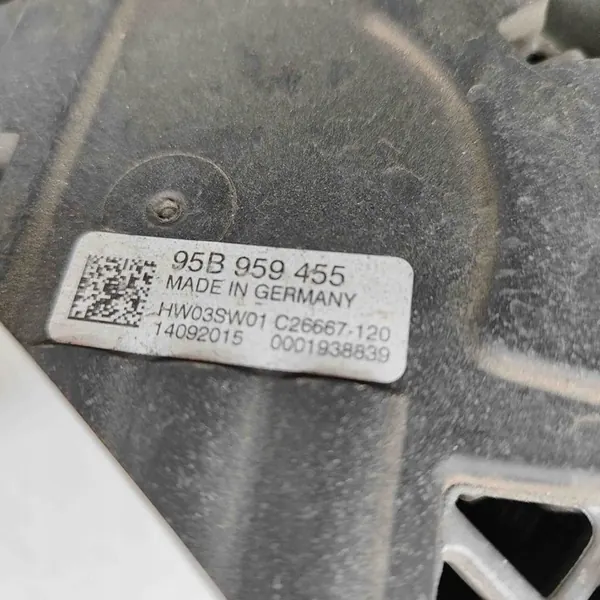 95B 959 455
MADE IN GERMANY
HW03SW01 C26667-120
14092015 0001938839